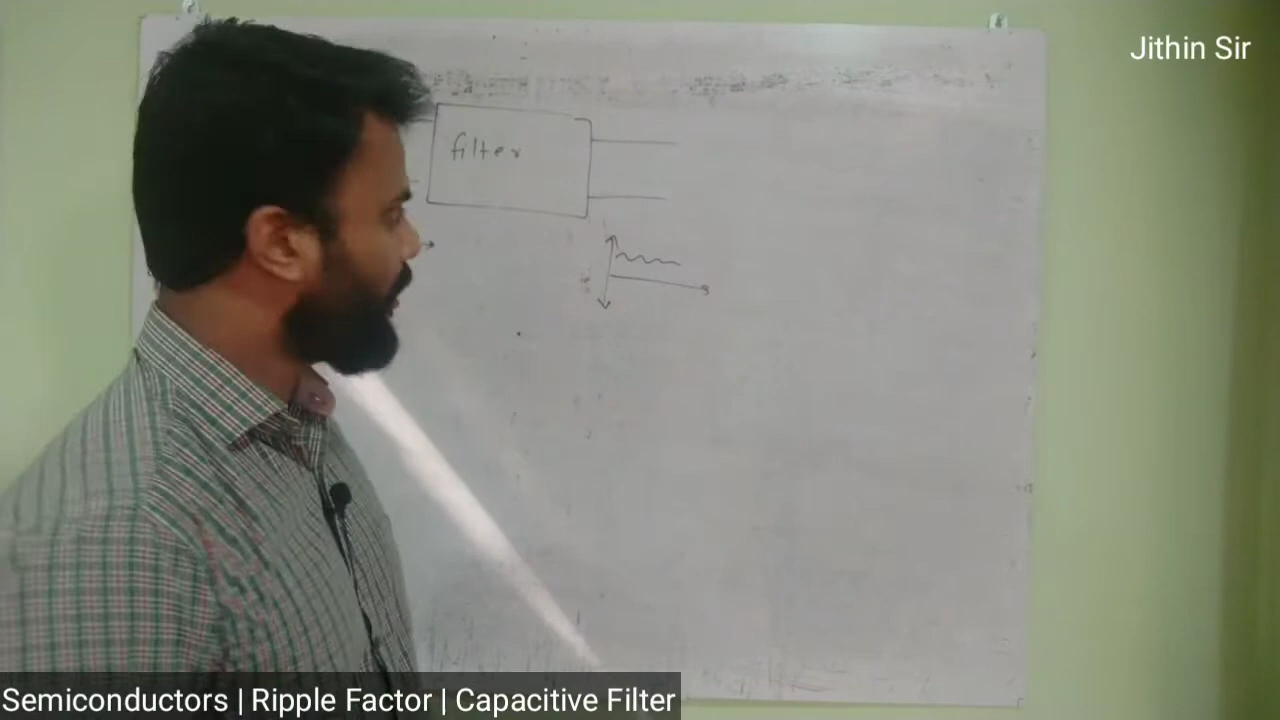 Jithin Sir
filter
Semiconductors | Ripple Factor | Capacitive Filter